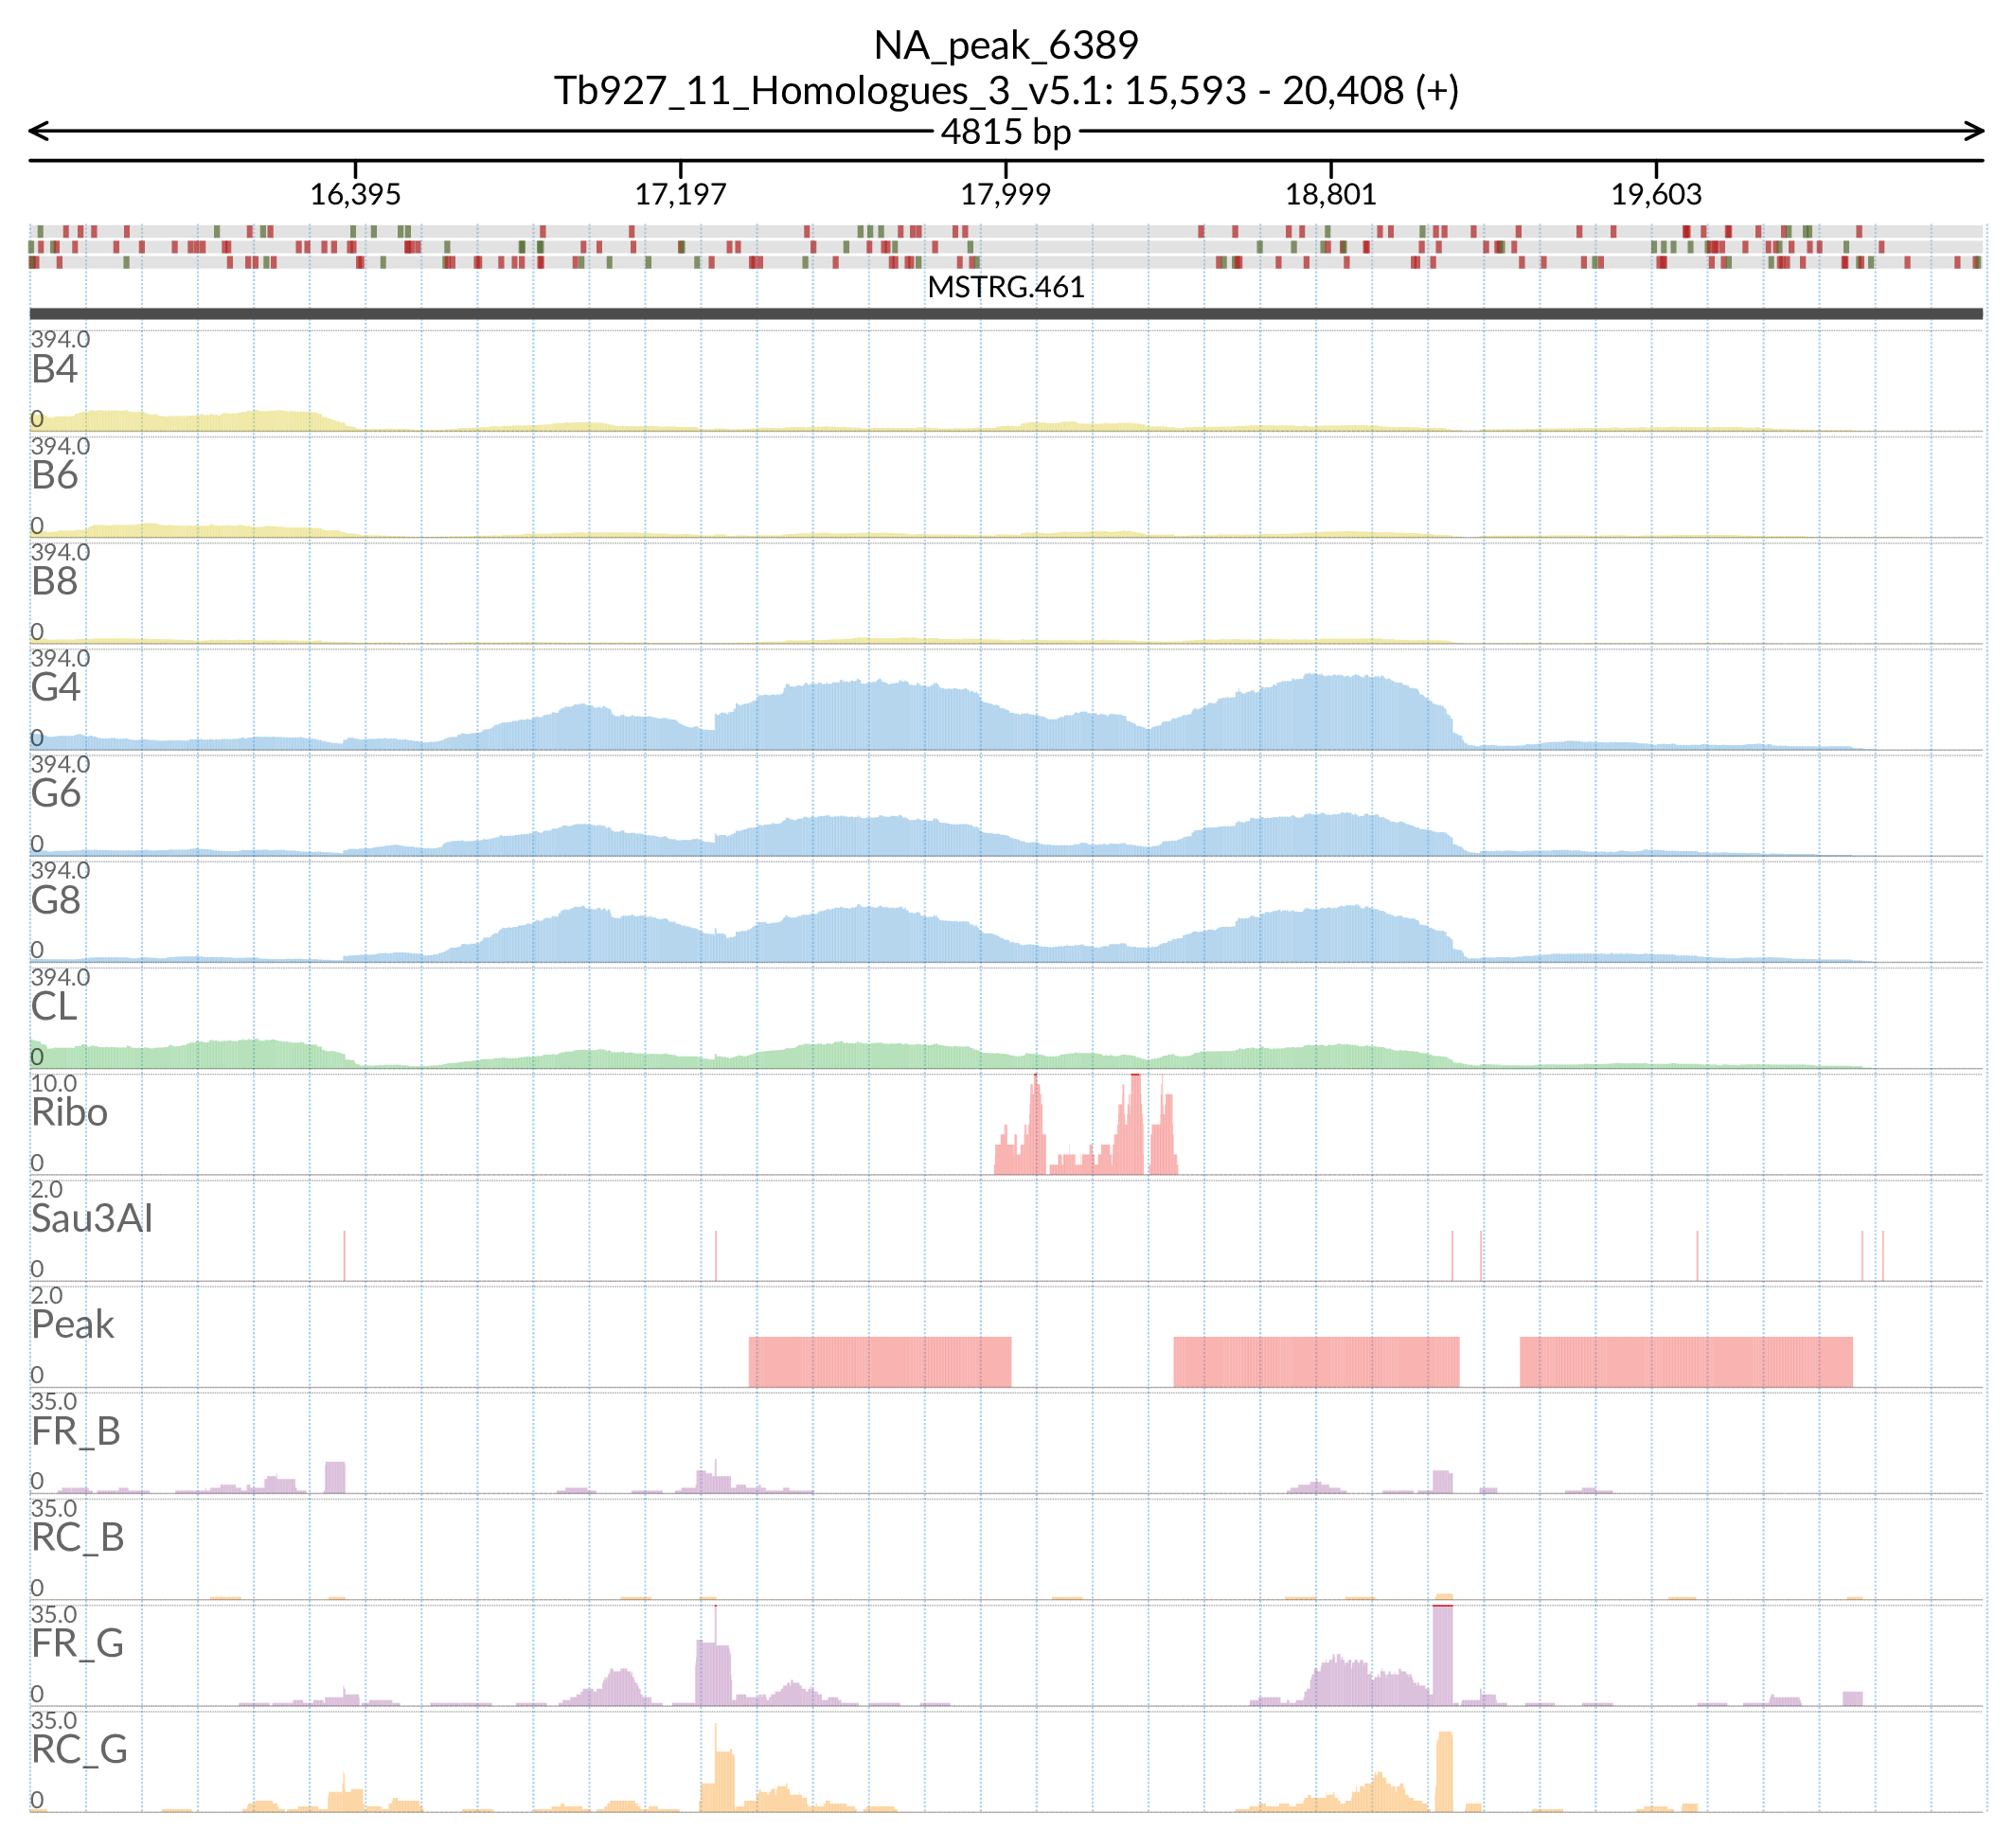 NA_peak_6389
Tb927_11_Homologues_3_v5.1: 15,593 - 20,408 (+)
4815 bp
16,395 17,197 17,999 18,801 19,603
MSTRG.461
394.0
B4
0
394.0
B6
0
394.0
B8
0
394.0
G4
0
394.0
G6
0
394.0
G8
0
394.0
CL
0
10.0
Ribo
0
2.0
Sau3AI
0
2.0
Peak
0
35.0
FR_B
0
35.0
RC_B
0
35.0
FR_G
0
35.0
RC_G
0